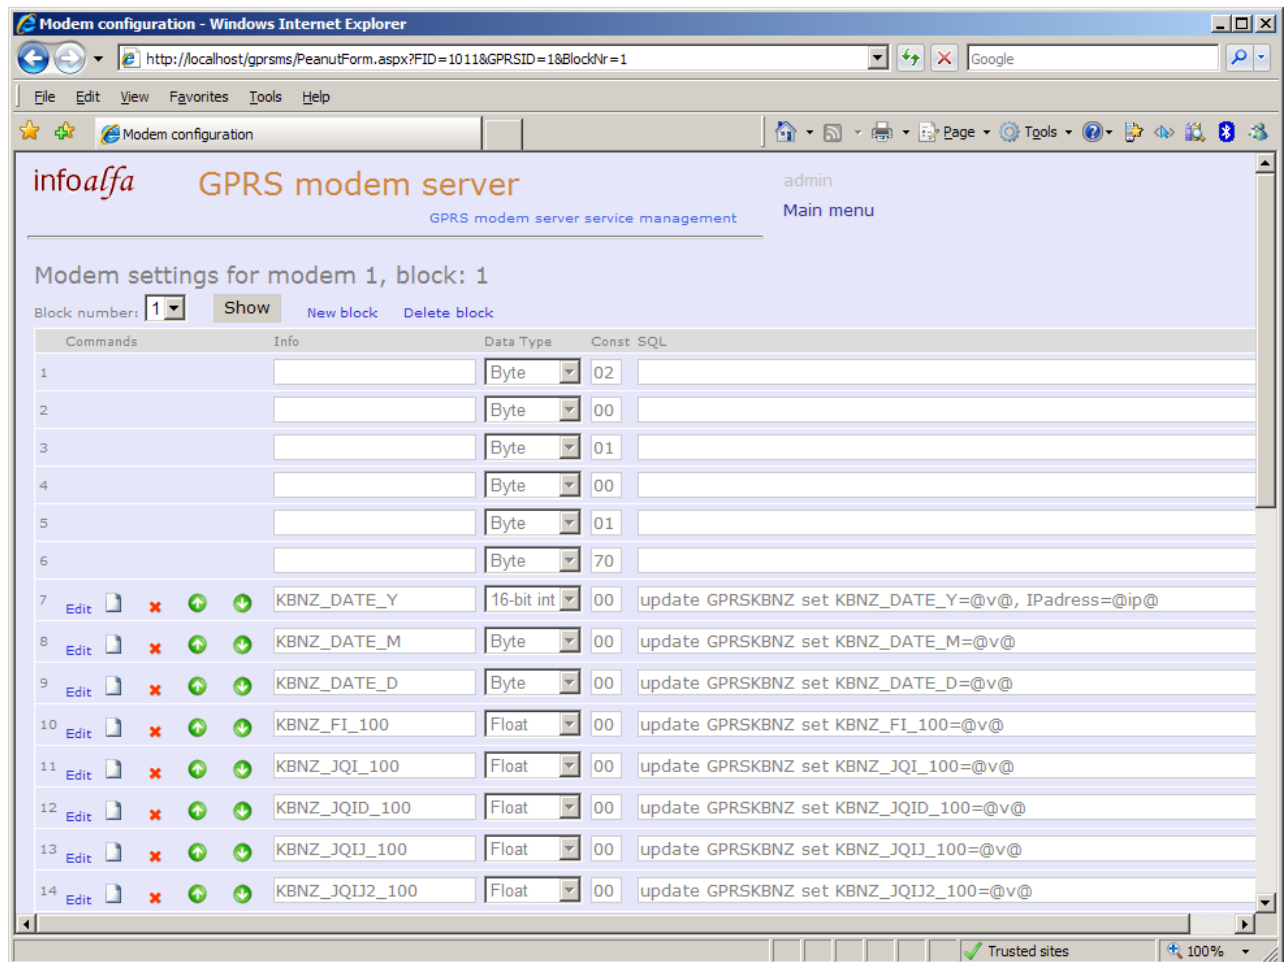 Modem configuration - Windows Internet Explorer
http://localhost/gprsms/PeanutForm.aspx?FID=1011&GPRSID=1&BlockNr=1 Google
File Edit View Favorites Tools Help
Modem configuration Page Tools
infoalfa GPRS modem server admin
GPRS modem server service management Main menu
Modem settings for modem 1, block: 1
Block number: 1 Show New block Delete block
Commands Info Data Type Const SQL
1 Byte 02
2 Byte 00
3 Byte 01
4 Byte 00
5 Byte 01
6 Byte 70
7 Edit KBNZ_DATE_Y 16-bit int 00 update GPRSKBNZ set KBNZ_DATE_Y=@v@, IPadress=@ip@
8 Edit KBNZ_DATE_M Byte 00 update GPRSKBNZ set KBNZ_DATE_M=@v@
9 Edit KBNZ_DATE_D Byte 00 update GPRSKBNZ set KBNZ_DATE_D=@v@
10 Edit KBNZ_FI_100 Float 00 update GPRSKBNZ set KBNZ_FI_100=@v@
11 Edit KBNZ_JQI_100 Float 00 update GPRSKBNZ set KBNZ_JQI_100=@v@
12 Edit KBNZ_JQID_100 Float 00 update GPRSKBNZ set KBNZ_JQID_100=@v@
13 Edit KBNZ_JQIJ_100 Float 00 update GPRSKBNZ set KBNZ_JQIJ_100=@v@
14 Edit KBNZ_JQIJ2_100 Float 00 update GPRSKBNZ set KBNZ_JQIJ2_100=@v@
Trusted sites 100%